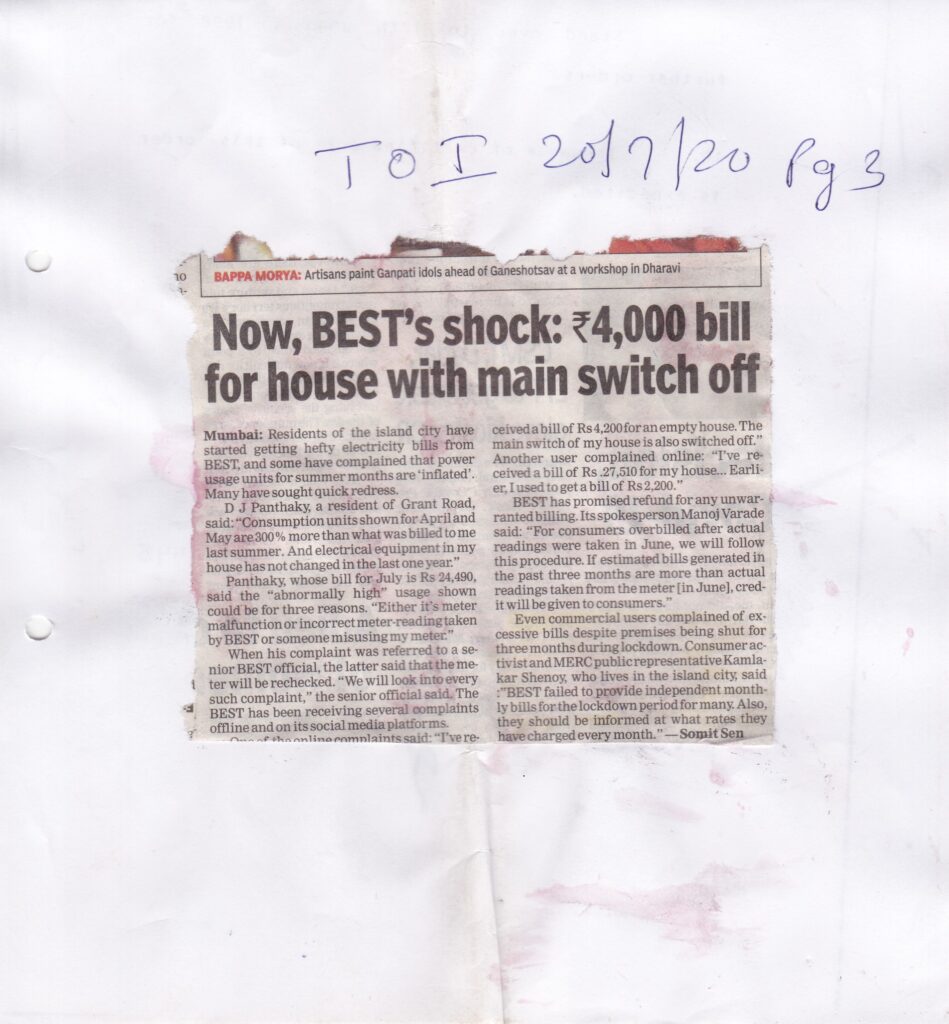 TOI 20/7/20 Pg 3
no
BAPPA MORYA: Artisans paint Ganpati idols ahead of Ganeshotsav at a workshop in Dharavi
Now, BEST's shock: ₹4,000 bill
for house with main switch off
Mumbai: Residents of the island city have
started getting hefty electricity bills from
BEST, and some have complained that power
usage units for summer months are ‘inflated’.
Many have sought quick redress.
D J Panthaky, a resident of Grant Road,
said: “Consumption units shown for April and
May are 300% more than what was billed to me
last summer. And electrical equipment in my
house has not changed in the last one year.”
Panthaky, whose bill for July is Rs 24,490,
said the “abnormally high” usage shown
could be for three reasons. “Either it's meter
malfunction or incorrect meter-reading taken
by BEST or someone misusing my meter.”
When his complaint was referred to a se-
nior BEST official, the latter said that the me-
ter will be rechecked. “We will look into every
such complaint,” the senior official said. The
BEST has been receiving several complaints
offline and on its social media platforms.
One of the online complaints said: “I've re-
ceived a bill of Rs 4,200 for an empty house. The
main switch of my house is also switched off.”
Another user complained online: “I've re-
ceived a bill of Rs .27,510 for my house... Earli-
er, I used to get a bill of Rs 2,200.”
BEST has promised refund for any unwar-
ranted billing. Its spokesperson Manoj Varade
said: “For consumers overbilled after actual
readings were taken in June, we will follow
this procedure. If estimated bills generated in
the past three months are more than actual
readings taken from the meter [in June], cred-
it will be given to consumers.”
Even commercial users complained of ex-
cessive bills despite premises being shut for
three months during lockdown. Consumer ac-
tivist and MERC public representative Kamla-
kar Shenoy, who lives in the island city, said
:“BEST failed to provide independent month-
ly bills for the lockdown period for many. Also,
they should be informed at what rates they
have charged every month.” — Somit Sen